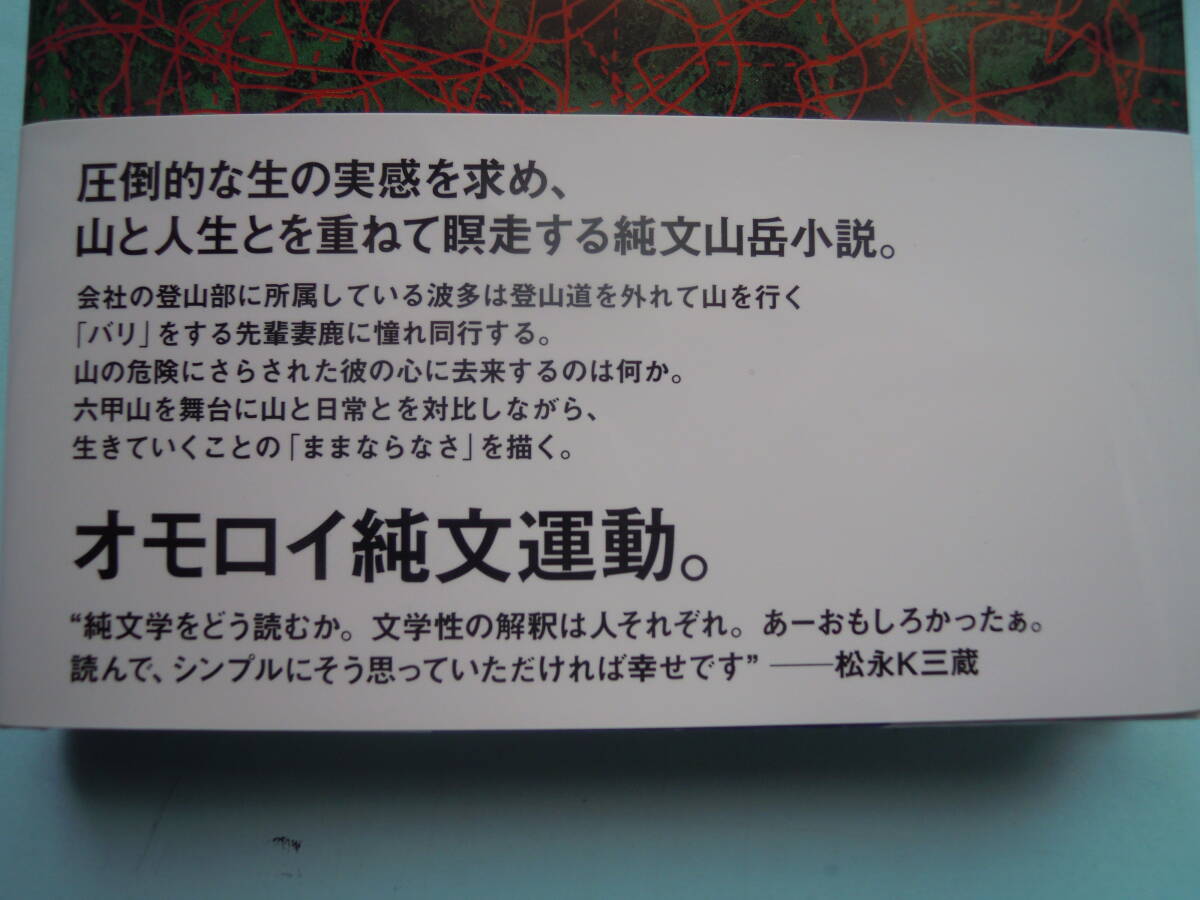 圧倒的な生の実感を求め、
山と人生とを重ねて瞑走する純文山岳小説。
会社の登山部に所属している波多は登山道を外れて山を行く
「バリ」をする先輩妻鹿に憧れ同行する。
山の危険にさらされた彼の心に去来するのは何か。
六甲山を舞台に山と日常とを対比しながら、
生きていくことの「ままならなさ」を描く。
オモロイ純文運動。
“純文学をどう読むか。文学性の解釈は人それぞれ。あーおもしろかったぁ。
読んで、シンプルにそう思っていただければ幸せです” ——松永K三蔵